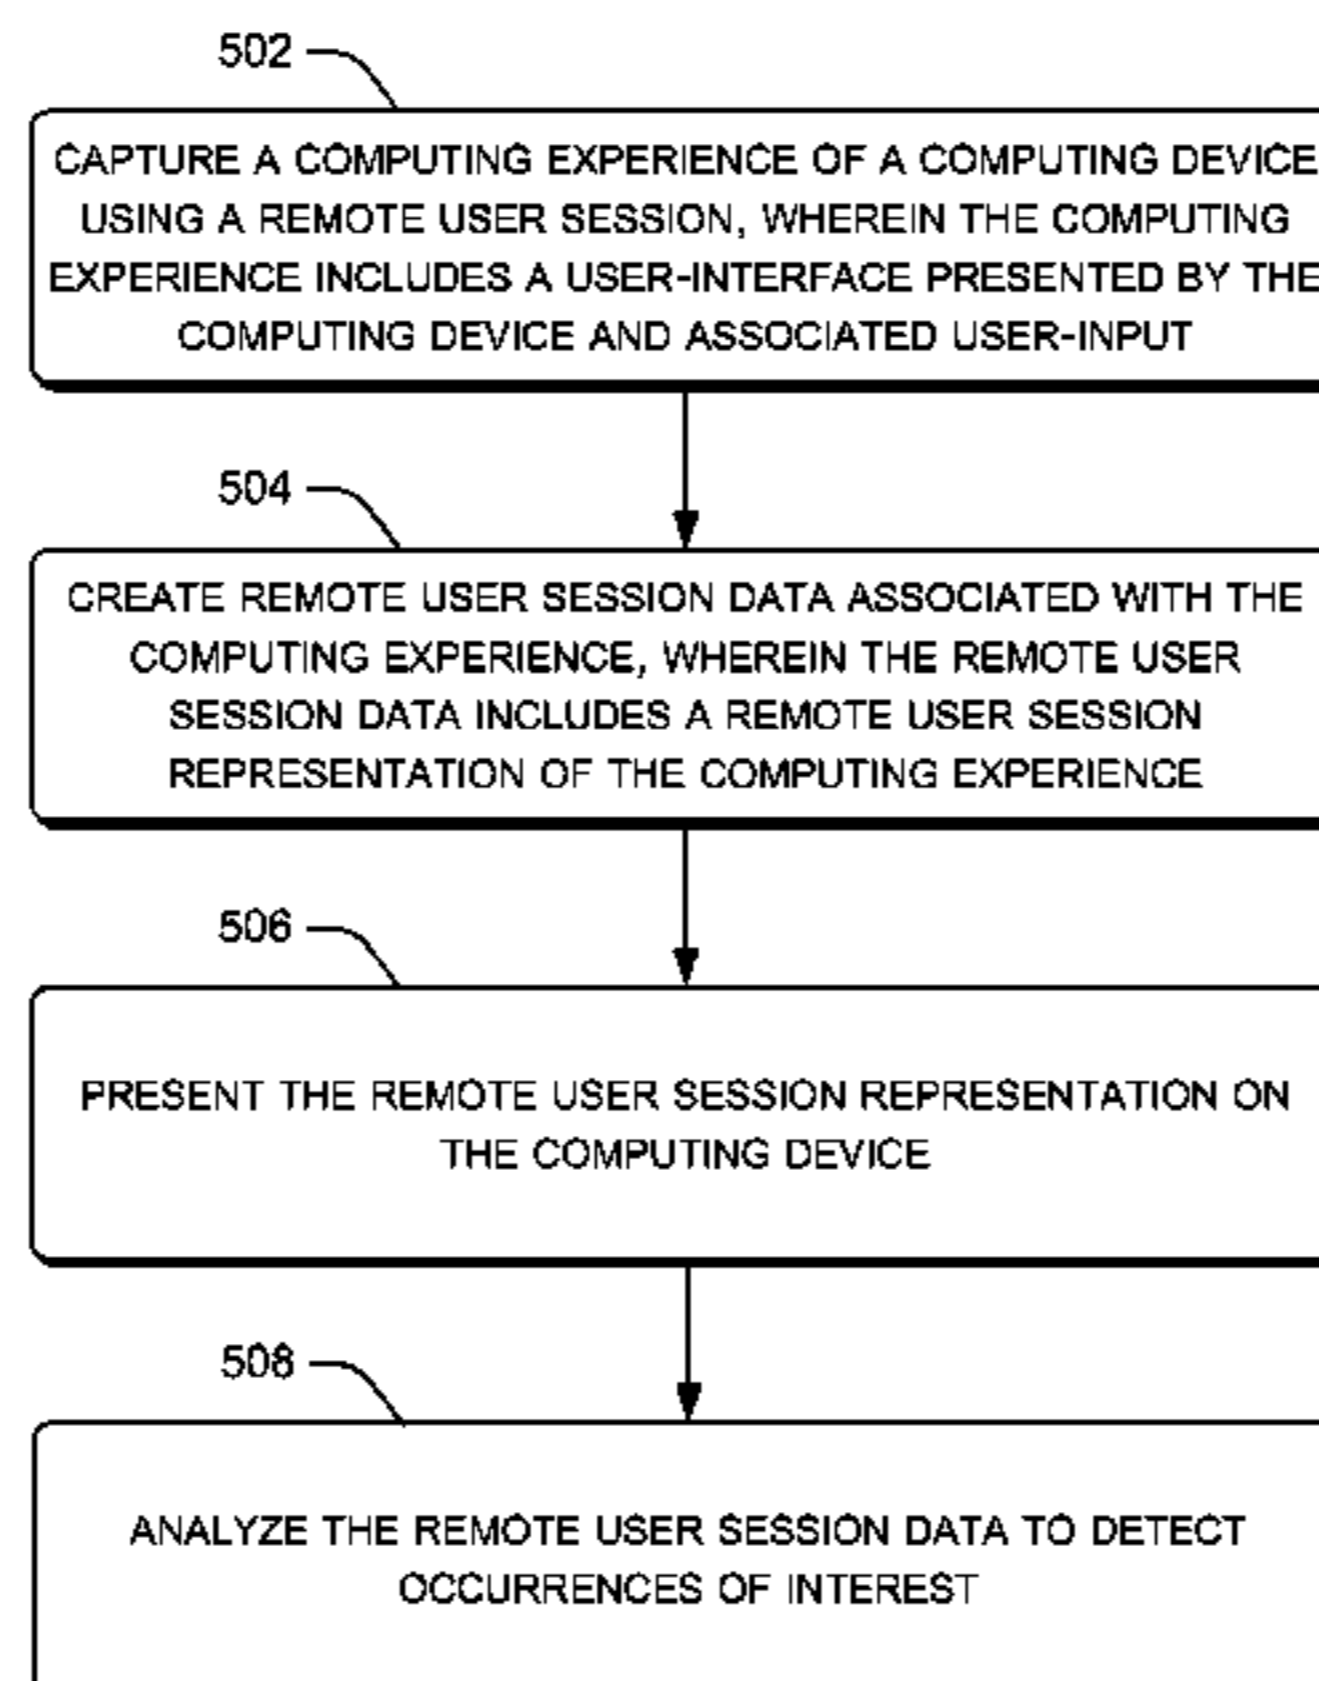 502
CAPTURE A COMPUTING EXPERIENCE OF A COMPUTING DEVICE
USING A REMOTE USER SESSION, WHEREIN THE COMPUTING
EXPERIENCE INCLUDES A USER-INTERFACE PRESENTED BY THE
COMPUTING DEVICE AND ASSOCIATED USER-INPUT
504
CREATE REMOTE USER SESSION DATA ASSOCIATED WITH THE
COMPUTING EXPERIENCE, WHEREIN THE REMOTE USER
SESSION DATA INCLUDES A REMOTE USER SESSION
REPRESENTATION OF THE COMPUTING EXPERIENCE
506
PRESENT THE REMOTE USER SESSION REPRESENTATION ON
THE COMPUTING DEVICE
508
ANALYZE THE REMOTE USER SESSION DATA TO DETECT
OCCURRENCES OF INTEREST